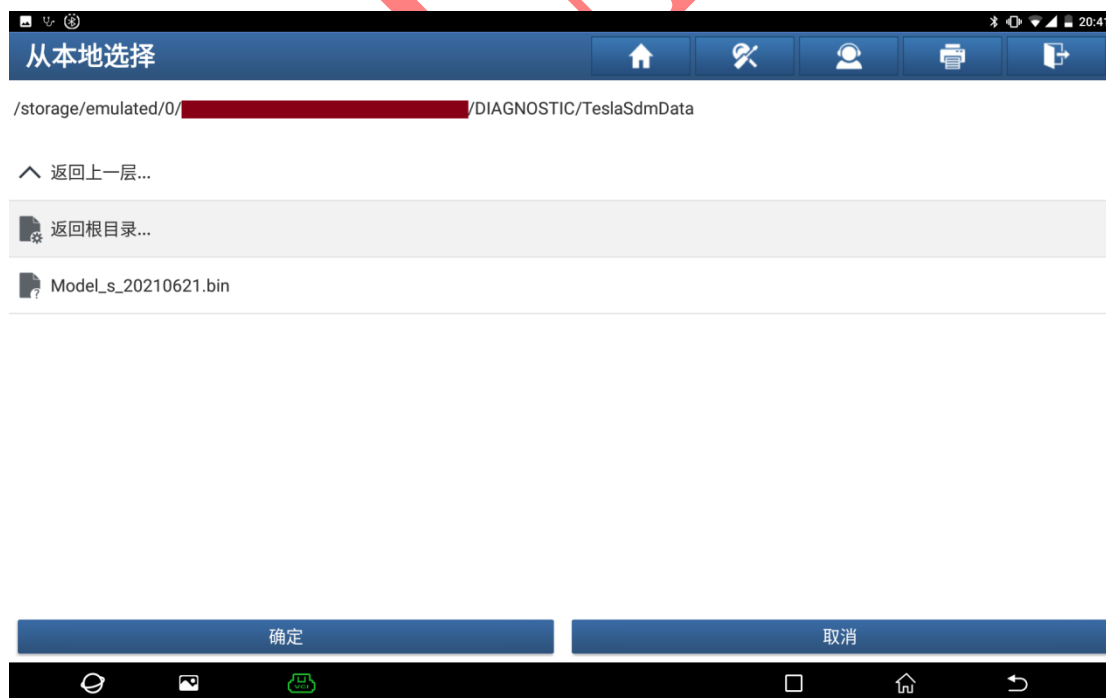 20:41
从本地选择
/storage/emulated/0/ /DIAGNOSTIC/TeslaSdmData
返回上一层...
返回根目录...
Model_s_20210621.bin
确定 取消
VCI